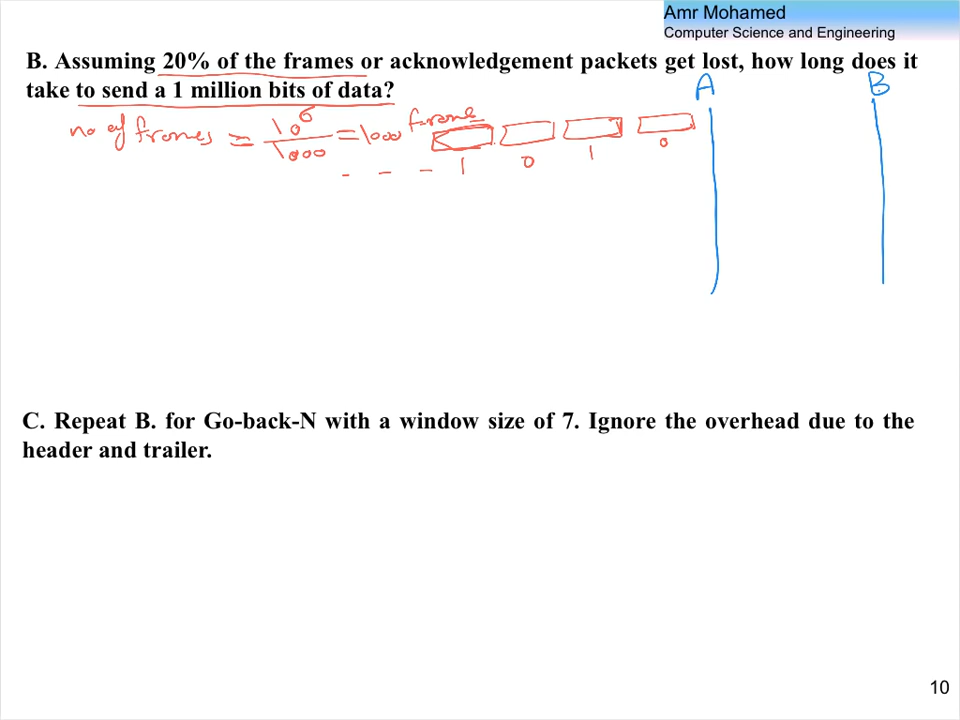 Amr Mohamed
Computer Science and Engineering
B. Assuming 20% of the frames or acknowledgement packets get lost, how long does it
take to send a 1 million bits of data?
A B
no of frames = 10^6 / 1000 = 1000 frame
1 0 1 0
C. Repeat B. for Go-back-N with a window size of 7. Ignore the overhead due to the
header and trailer.
10